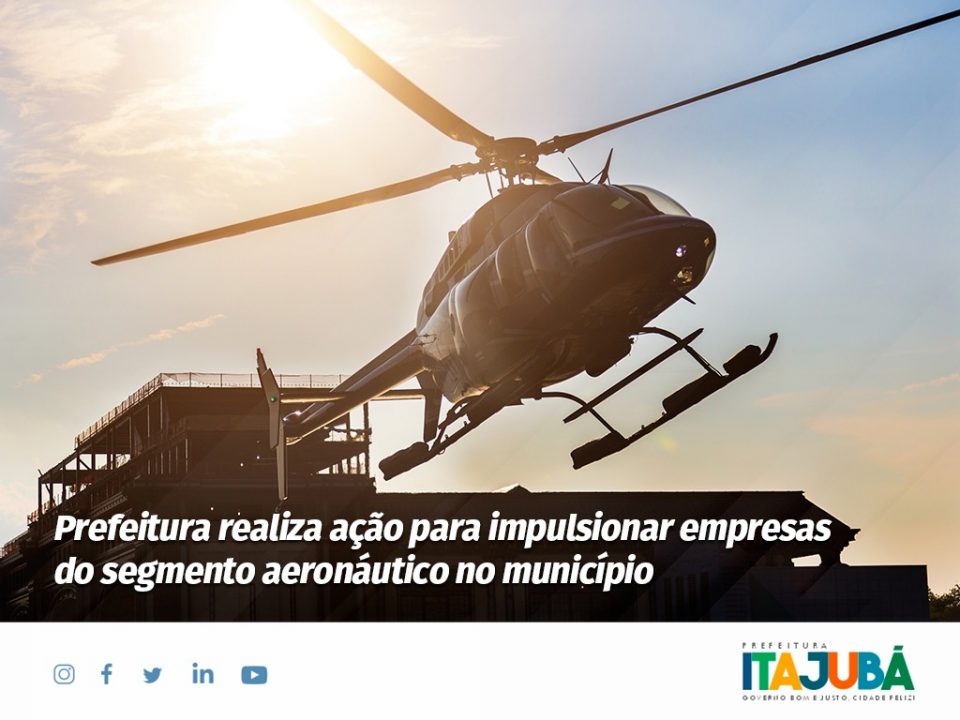 Prefeitura realiza ação para impulsionar empresas
do segmento aeronáutico no município
PREFEITURA
ITAJUBÁ
GOVERNO BOM E JUSTO, CIDADE FELIZ!